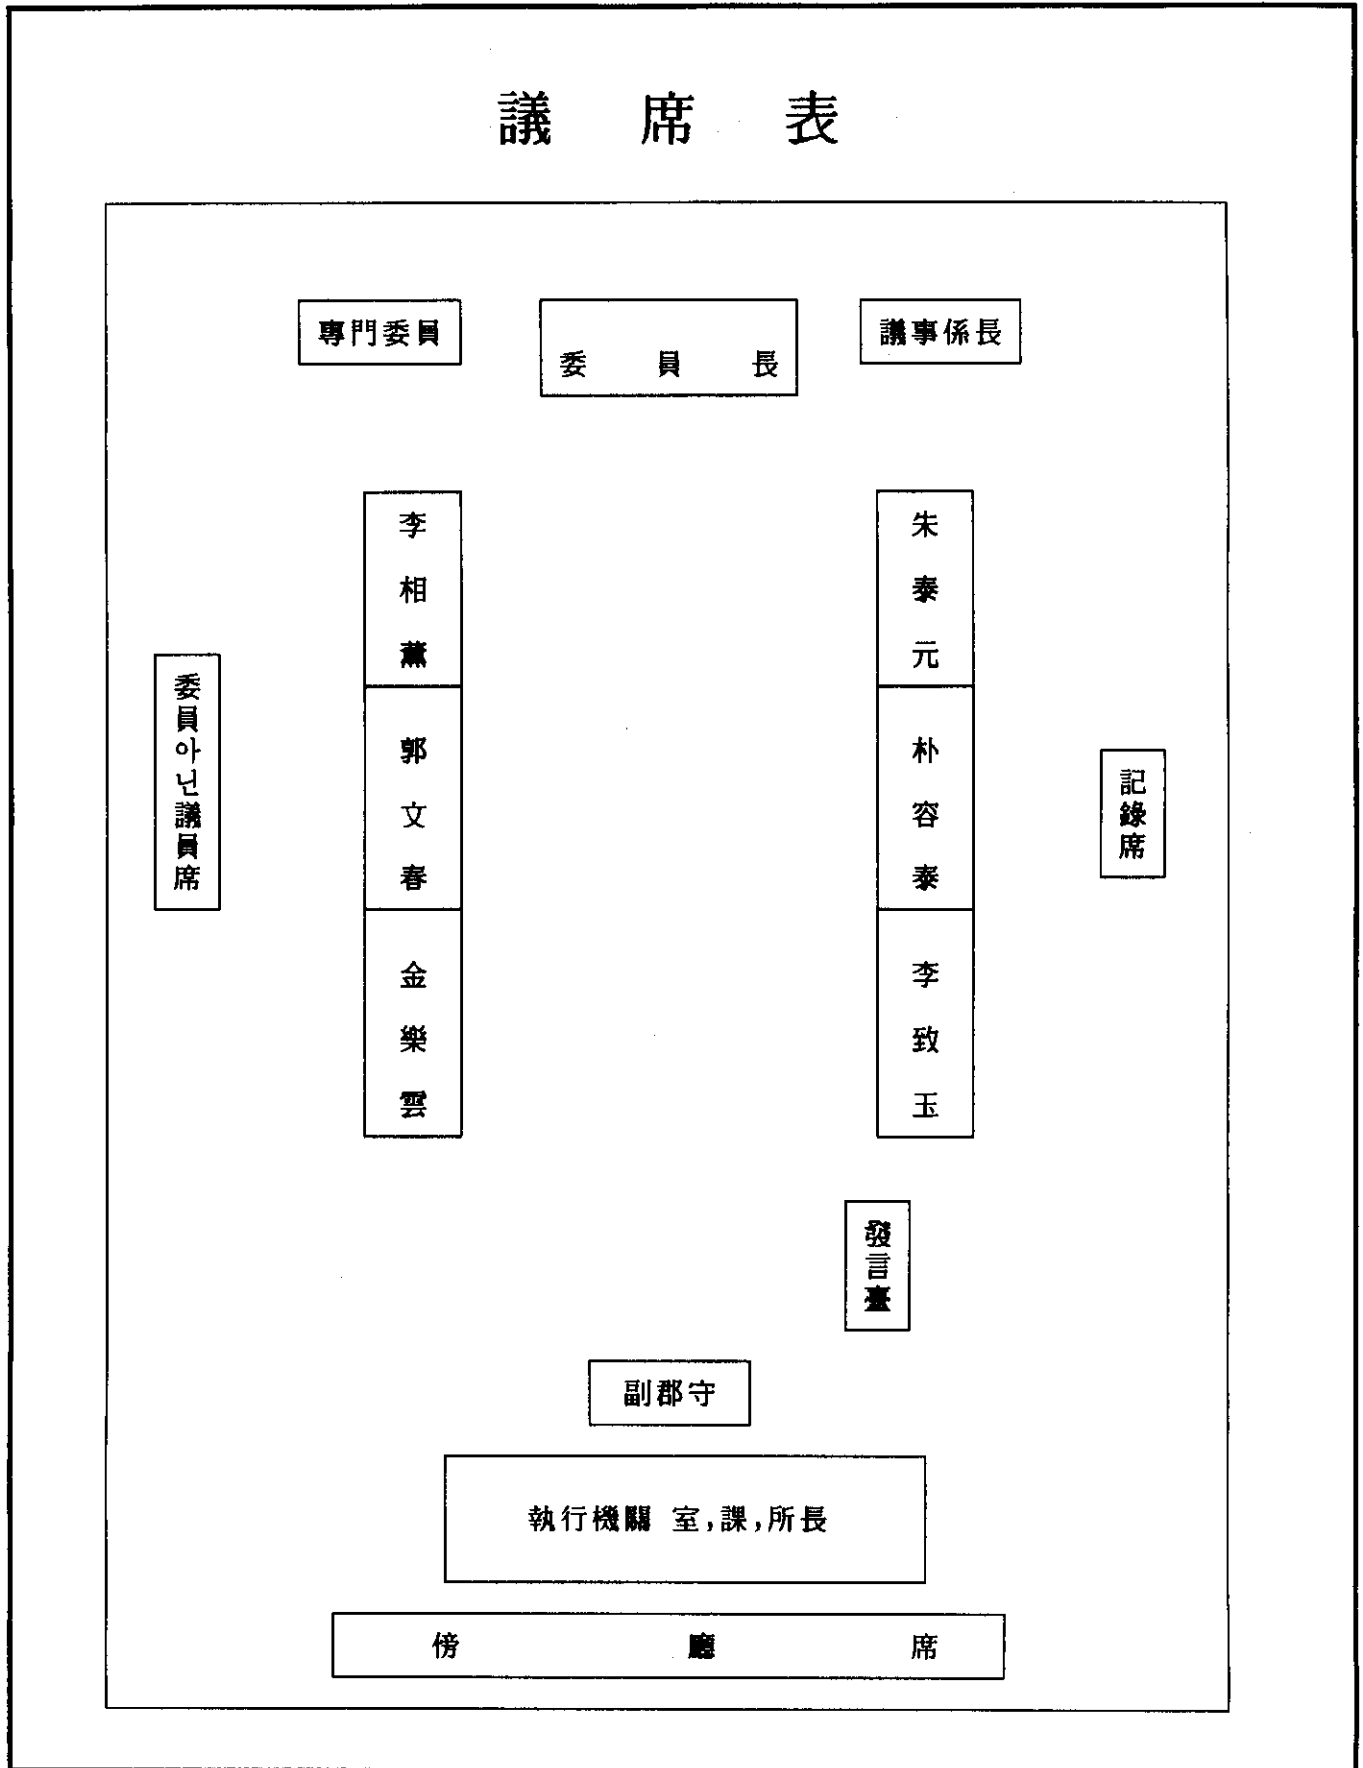 議 席 表
專門委員
委 員 長
議事係長
李相薰
郭文春
金樂雲
朱泰元
朴容泰
李致玉
委員아닌議員席
記錄席
發言臺
副郡守
執行機關 室,課,所長
傍 廳 席